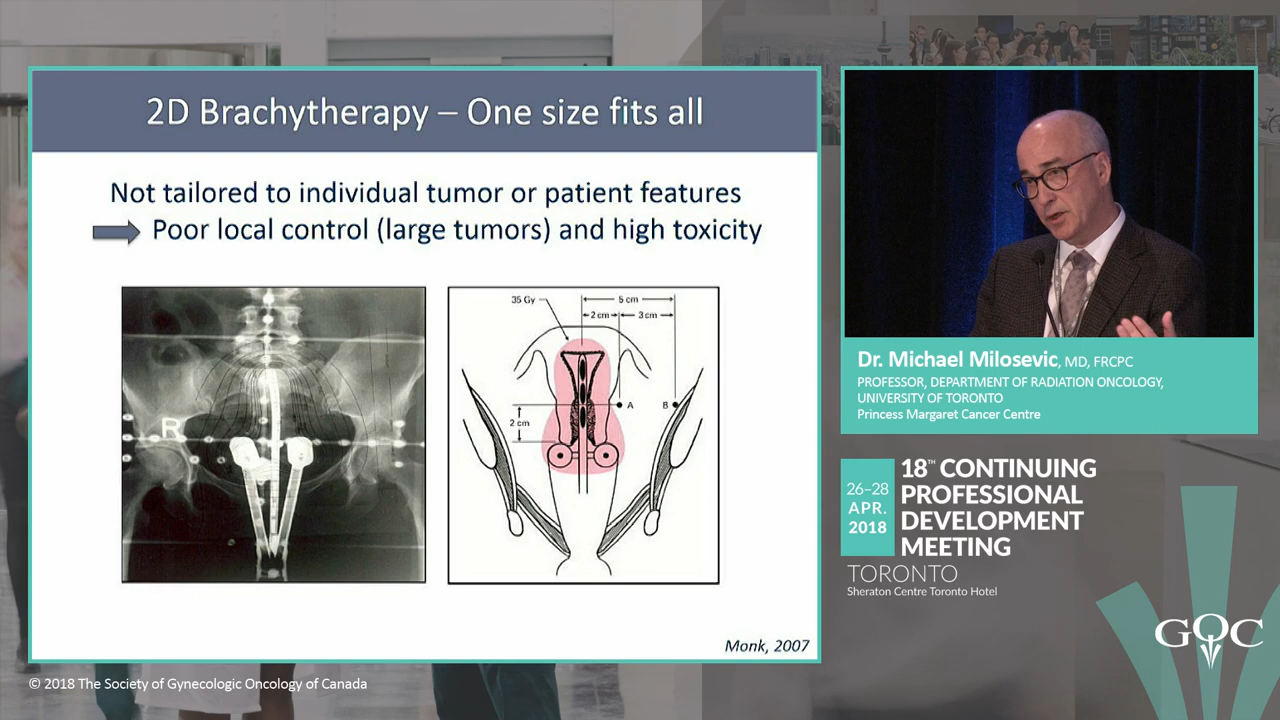 2D Brachytherapy – One size fits all
Not tailored to individual tumor or patient features
Poor local control (large tumors) and high toxicity
R
35 Gy
5 cm
2 cm
3 cm
A
B
2 cm
Monk, 2007
Dr. Michael Milosevic, MD, FRCPC
PROFESSOR, DEPARTMENT OF RADIATION ONCOLOGY,
UNIVERSITY OF TORONTO
Princess Margaret Cancer Centre
26–28
APR.
2018
18TH CONTINUING
PROFESSIONAL
DEVELOPMENT
MEETING
TORONTO
Sheraton Centre Toronto Hotel
GOC
© 2018 The Society of Gynecologic Oncology of Canada